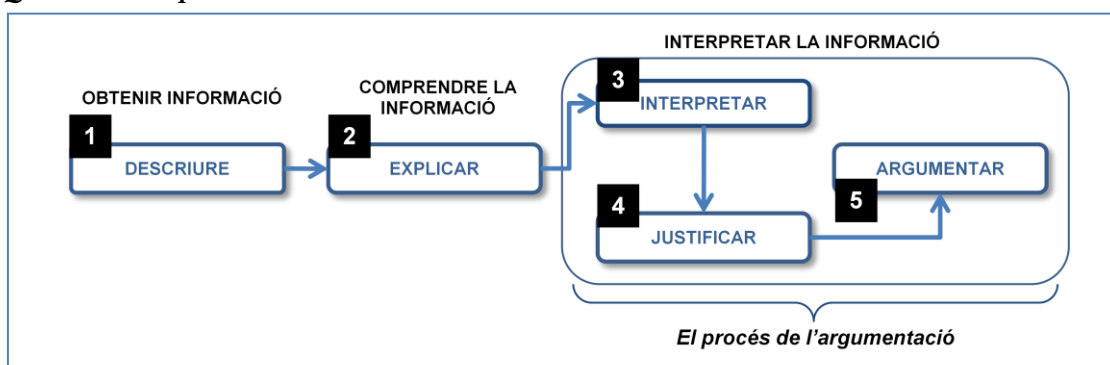 INTERPRETAR LA INFORMACIÓ
COMPRENDRE LA
INFORMACIÓ
OBTENIR INFORMACIÓ
1
DESCRIURE
2
EXPLICAR
3
INTERPRETAR
4
JUSTIFICAR
5
ARGUMENTAR
El procés de l’argumentació